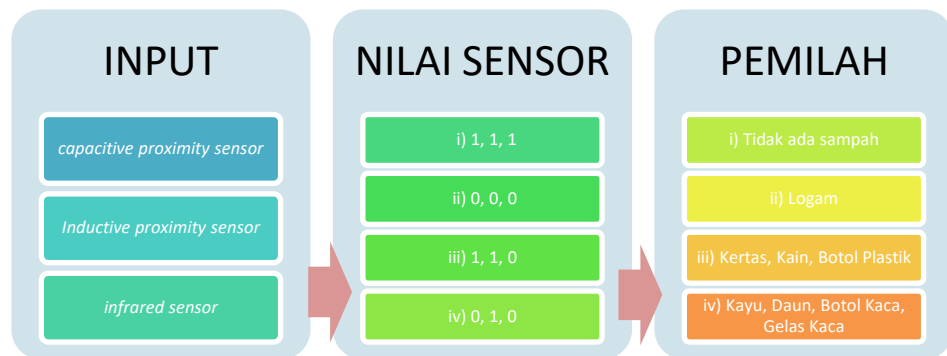 INPUT
capacitive proximity sensor
Inductive proximity sensor
infrared sensor
NILAI SENSOR
i) 1, 1, 1
ii) 0, 0, 0
iii) 1, 1, 0
iv) 0, 1, 0
PEMILAH
i) Tidak ada sampah
ii) Logam
iii) Kertas, Kain, Botol Plastik
iv) Kayu, Daun, Botol Kaca,
Gelas Kaca